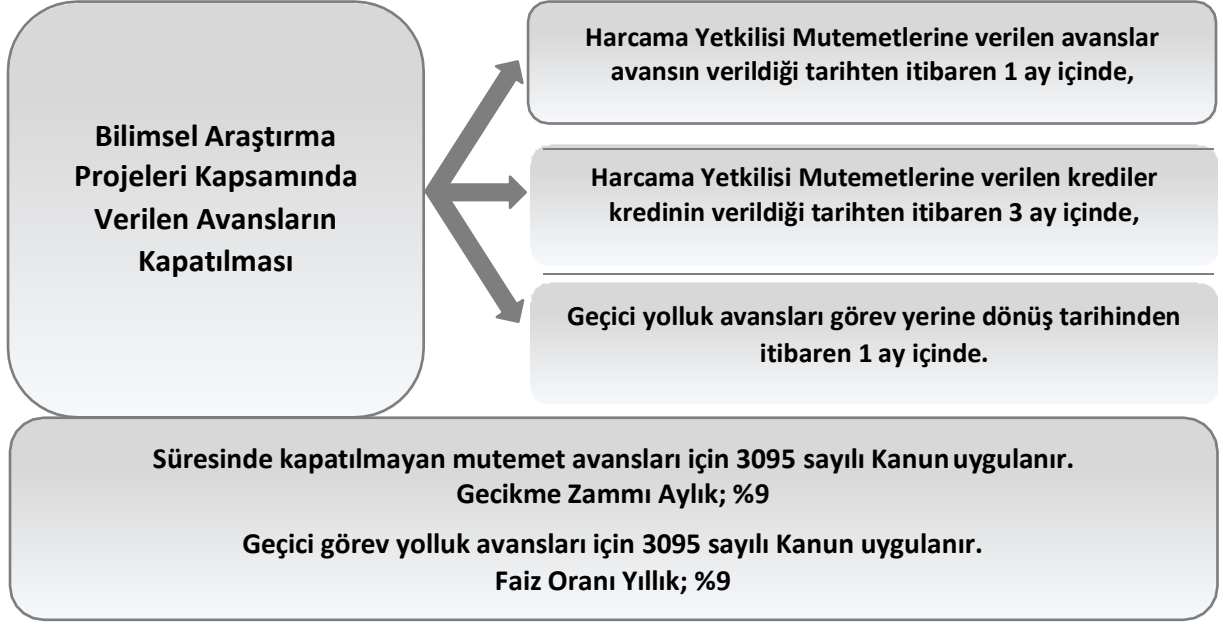 Bilimsel Araştırma
Projeleri Kapsamında
Verilen Avansların
Kapatılması
Harcama Yetkilisi Mutemetlerine verilen avanslar
avansın verildiği tarihten itibaren 1 ay içinde,
Harcama Yetkilisi Mutemetlerine verilen krediler
kredinin verildiği tarihten itibaren 3 ay içinde,
Geçici yolluk avansları görev yerine dönüş tarihinden
itibaren 1 ay içinde.
Süresinde kapatılmayan mutemet avansları için 3095 sayılı Kanun uygulanır.
Gecikme Zammı Aylık; %9
Geçici görev yolluk avansları için 3095 sayılı Kanun uygulanır.
Faiz Oranı Yıllık; %9